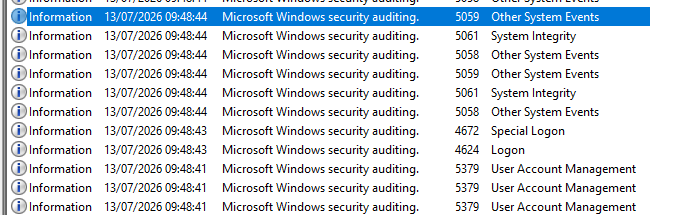 Information 13/07/2026 09:48:44 Microsoft Windows security auditing. 5059 Other System Events
Information 13/07/2026 09:48:44 Microsoft Windows security auditing. 5061 System Integrity
Information 13/07/2026 09:48:44 Microsoft Windows security auditing. 5058 Other System Events
Information 13/07/2026 09:48:44 Microsoft Windows security auditing. 5059 Other System Events
Information 13/07/2026 09:48:44 Microsoft Windows security auditing. 5061 System Integrity
Information 13/07/2026 09:48:44 Microsoft Windows security auditing. 5058 Other System Events
Information 13/07/2026 09:48:43 Microsoft Windows security auditing. 4672 Special Logon
Information 13/07/2026 09:48:43 Microsoft Windows security auditing. 4624 Logon
Information 13/07/2026 09:48:41 Microsoft Windows security auditing. 5379 User Account Management
Information 13/07/2026 09:48:41 Microsoft Windows security auditing. 5379 User Account Management
Information 13/07/2026 09:48:41 Microsoft Windows security auditing. 5379 User Account Management